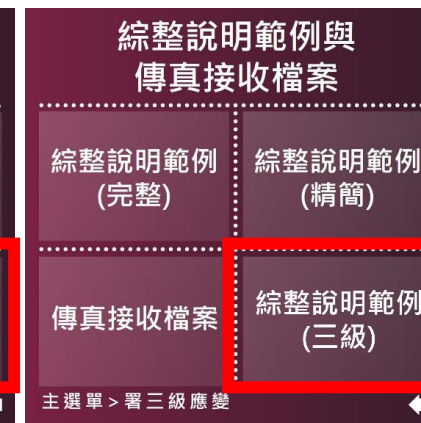 綜整說明範例與
傳真接收檔案
綜整說明範例
(完整)
綜整說明範例
(精簡)
傳真接收檔案
綜整說明範例
(三級)
主選單>署三級應變